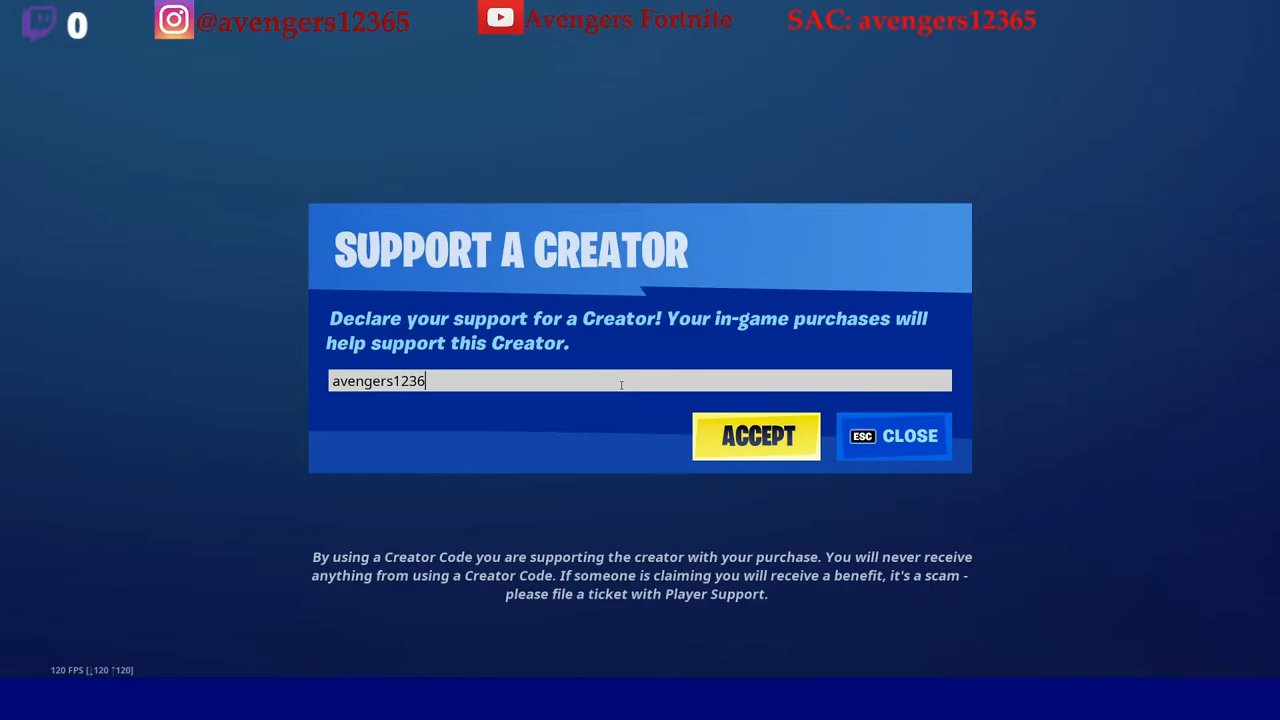 0 @avengers12365 Avengers Fortnite SAC: avengers12365
SUPPORT A CREATOR
Declare your support for a Creator! Your in-game purchases will
help support this Creator.
avengers1236
ACCEPT ESC CLOSE
By using a Creator Code you are supporting the creator with your purchase. You will never receive
anything from using a Creator Code. If someone is claiming you will receive a benefit, it's a scam -
please file a ticket with Player Support.
120 FPS [↓120 ↑120]